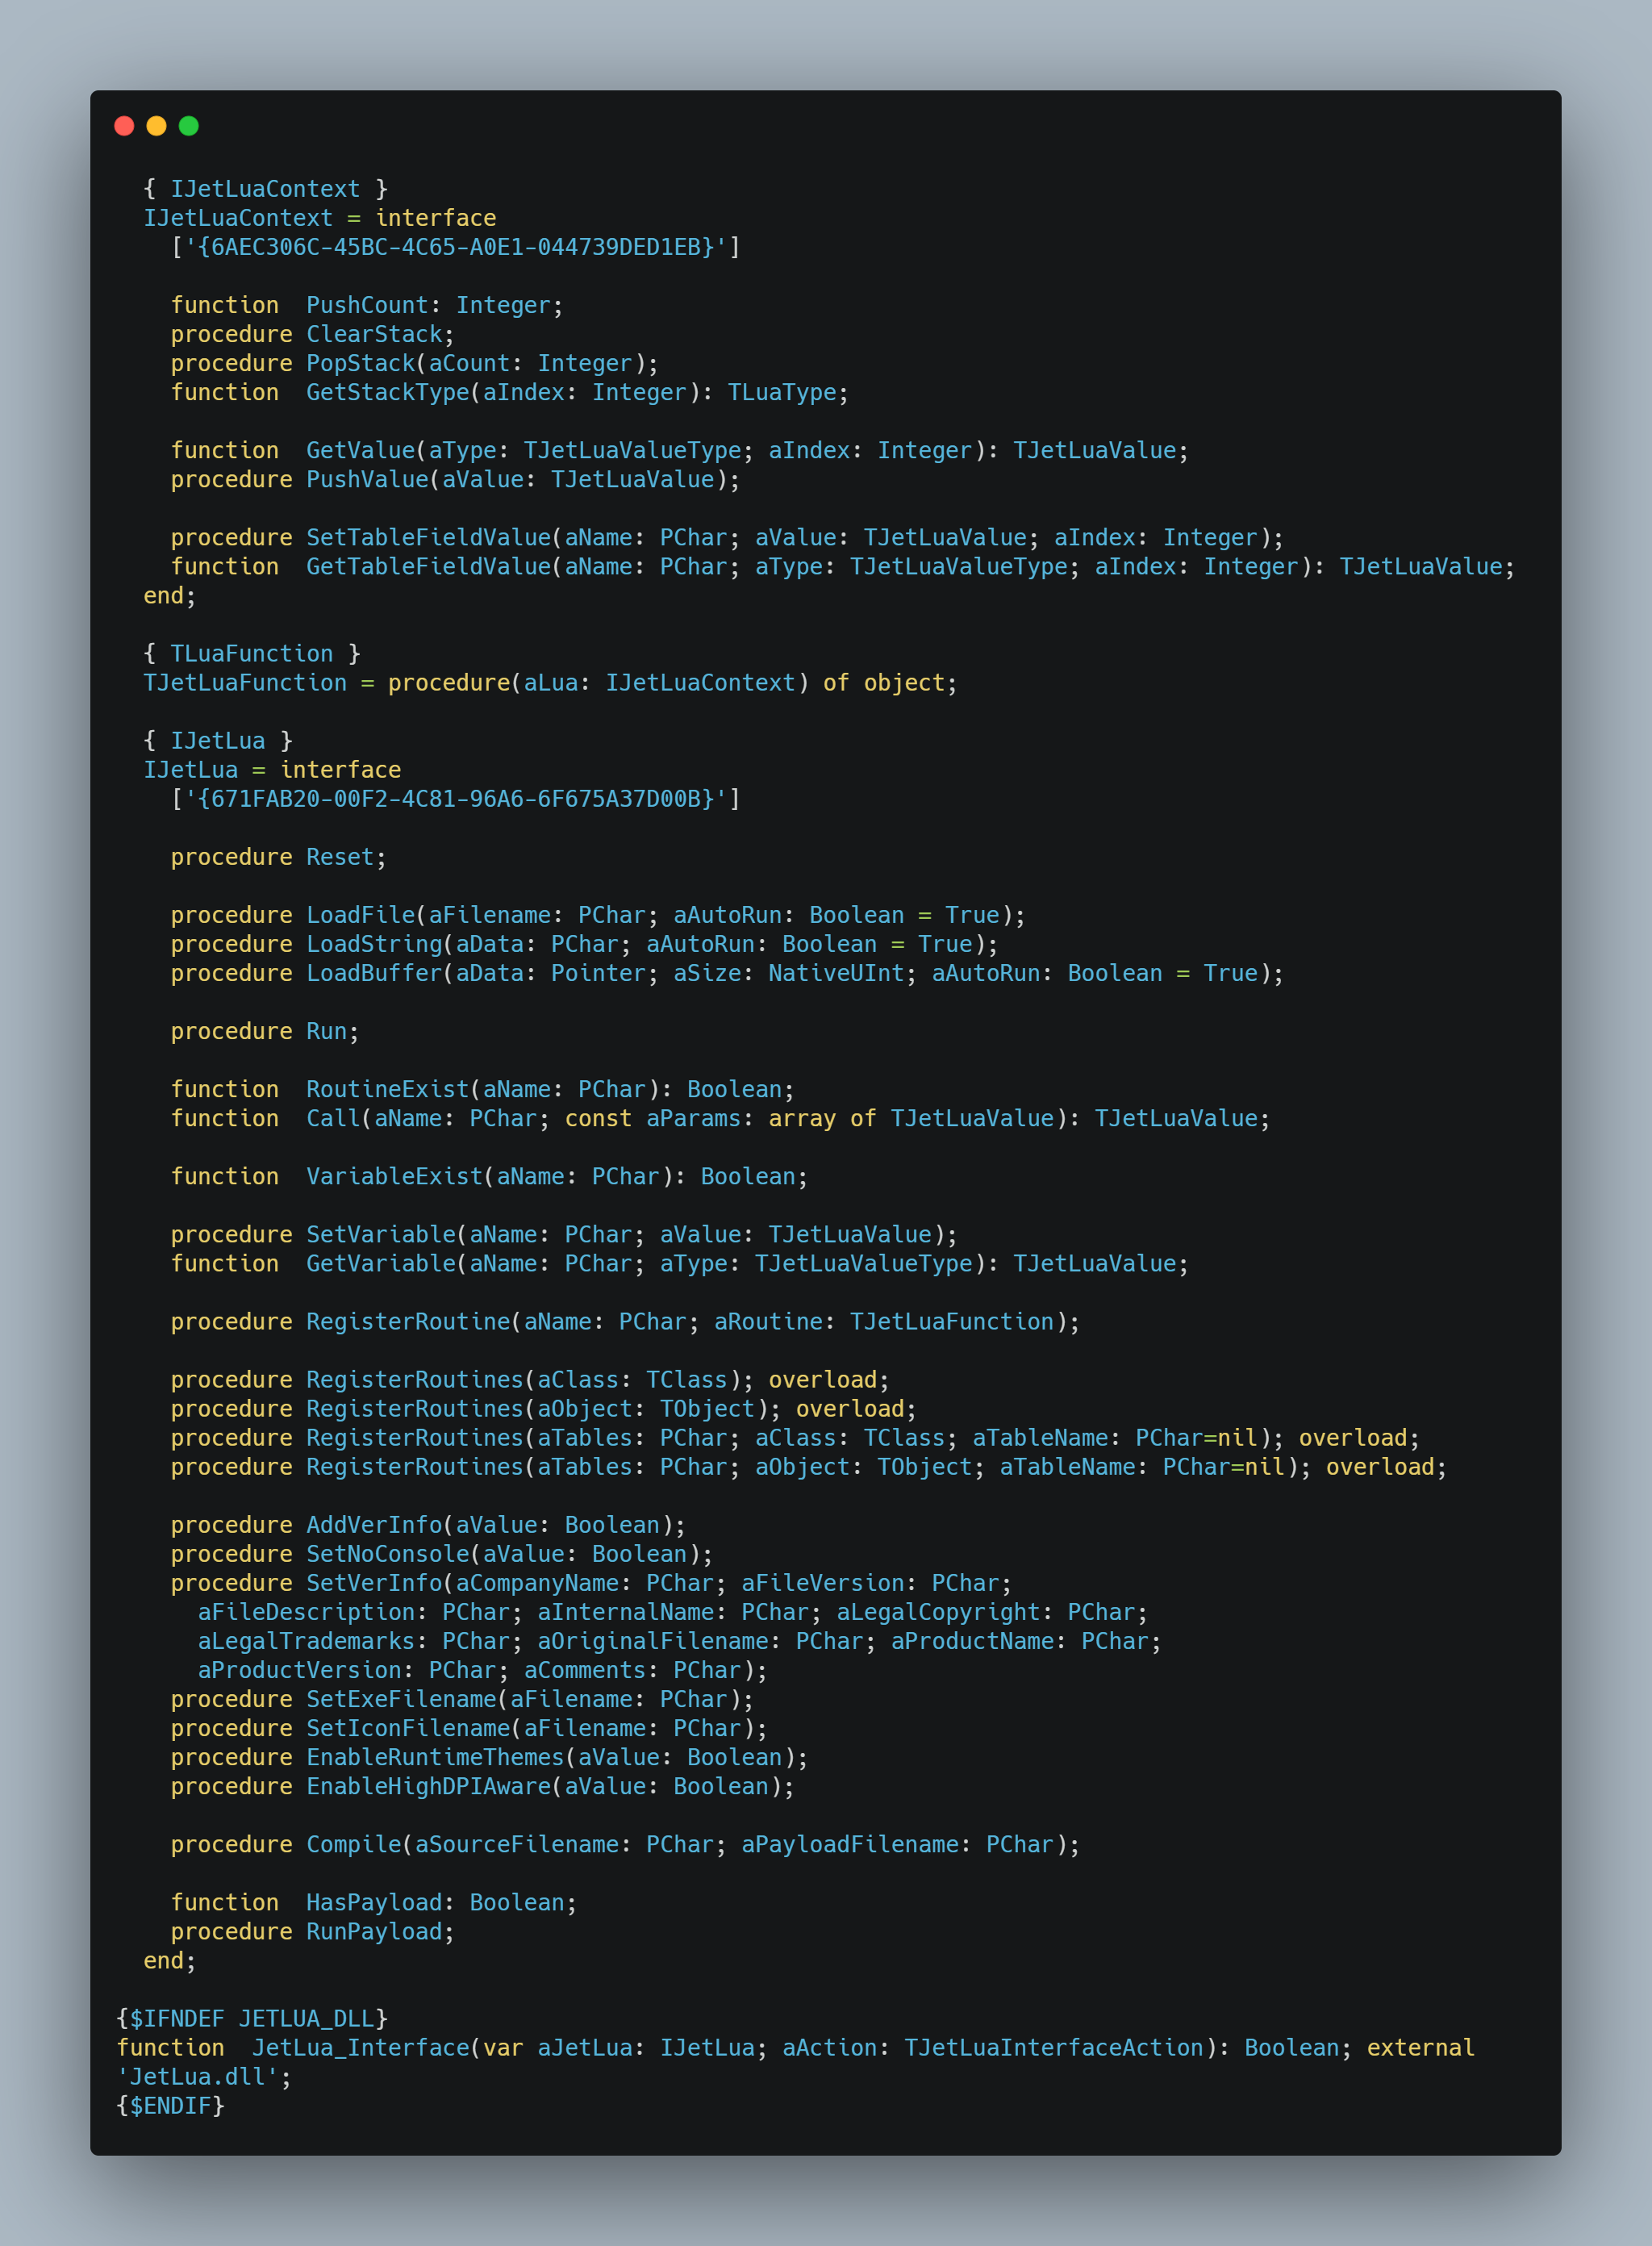 { IJetLuaContext }
IJetLuaContext = interface
['{6AEC306C-45BC-4C65-A0E1-044739DED1EB}']
function  PushCount: Integer;
procedure ClearStack;
procedure PopStack(aCount: Integer);
function  GetStackType(aIndex: Integer): TLuaType;
function  GetValue(aType: TJetLuaValueType; aIndex: Integer): TJetLuaValue;
procedure PushValue(aValue: TJetLuaValue);
procedure SetTableFieldValue(aName: PChar; aValue: TJetLuaValue; aIndex: Integer);
function  GetTableFieldValue(aName: PChar; aType: TJetLuaValueType; aIndex: Integer): TJetLuaValue;
end;
{ TLuaFunction }
TJetLuaFunction = procedure(aLua: IJetLuaContext) of object;
{ IJetLua }
IJetLua = interface
['{671FAB20-00F2-4C81-96A6-6F675A37D00B}']
procedure Reset;
procedure LoadFile(aFilename: PChar; aAutoRun: Boolean = True);
procedure LoadString(aData: PChar; aAutoRun: Boolean = True);
procedure LoadBuffer(aData: Pointer; aSize: NativeUInt; aAutoRun: Boolean = True);
procedure Run;
function  RoutineExist(aName: PChar): Boolean;
function  Call(aName: PChar; const aParams: array of TJetLuaValue): TJetLuaValue;
function  VariableExist(aName: PChar): Boolean;
procedure SetVariable(aName: PChar; aValue: TJetLuaValue);
function  GetVariable(aName: PChar; aType: TJetLuaValueType): TJetLuaValue;
procedure RegisterRoutine(aName: PChar; aRoutine: TJetLuaFunction);
procedure RegisterRoutines(aClass: TClass); overload;
procedure RegisterRoutines(aObject: TObject); overload;
procedure RegisterRoutines(aTables: PChar; aClass: TClass; aTableName: PChar=nil); overload;
procedure RegisterRoutines(aTables: PChar; aObject: TObject; aTableName: PChar=nil); overload;
procedure AddVerInfo(aValue: Boolean);
procedure SetNoConsole(aValue: Boolean);
procedure SetVerInfo(aCompanyName: PChar; aFileVersion: PChar;
aFileDescription: PChar; aInternalName: PChar; aLegalCopyright: PChar;
aLegalTrademarks: PChar; aOriginalFilename: PChar; aProductName: PChar;
aProductVersion: PChar; aComments: PChar);
procedure SetExeFilename(aFilename: PChar);
procedure SetIconFilename(aFilename: PChar);
procedure EnableRuntimeThemes(aValue: Boolean);
procedure EnableHighDPIAware(aValue: Boolean);
procedure Compile(aSourceFilename: PChar; aPayloadFilename: PChar);
function  HasPayload: Boolean;
procedure RunPayload;
end;
{$IFNDEF JETLUA_DLL}
function  JetLua_Interface(var aJetLua: IJetLua; aAction: TJetLuaInterfaceAction): Boolean; external
'JetLua.dll';
{$ENDIF}